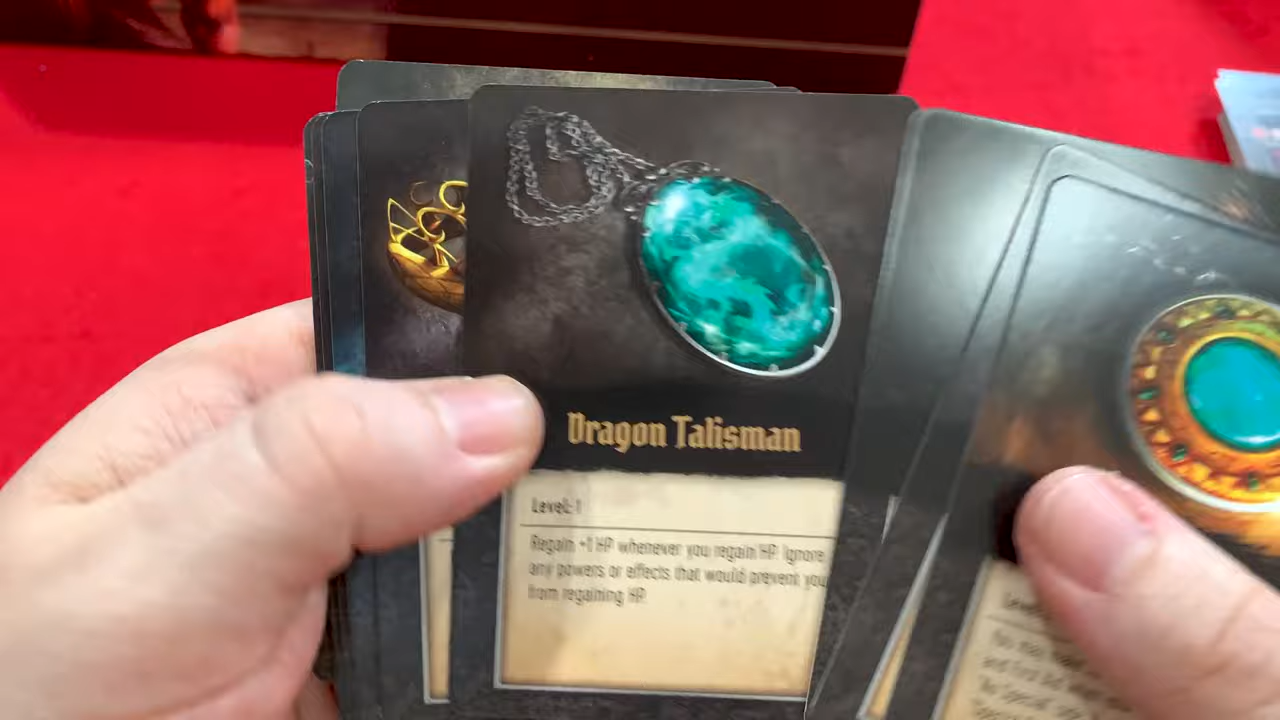 Dragon Talisman
Level: 1
Regain +1 HP whenever you regain HP. Ignore
any powers or effects that would prevent you
from regaining HP.